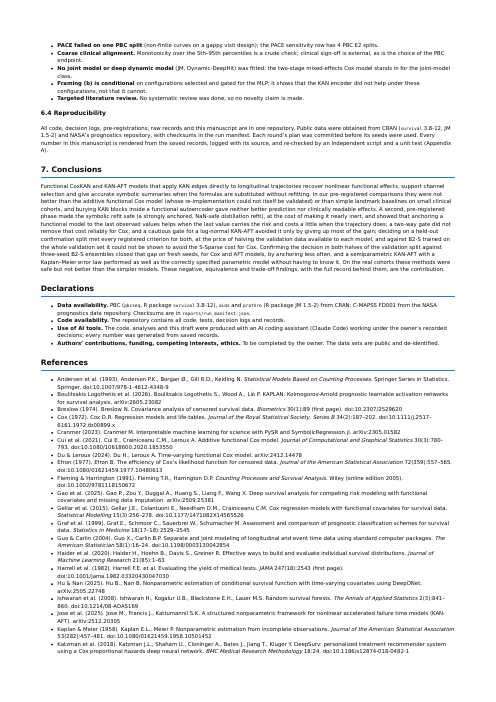 • PACE failed on one PBC split (non-finite curves on a gappy visit design); the PACE sensitivity row has 4 PBC E2 splits.
• Coarse clinical alignment. Monotonicity over the 5th–95th percentiles is a crude check; clinical sign-off is external, as is the choice of the PBC
endpoint.
• No joint model or deep dynamic model (JM, Dynamic-DeepHit) was fitted; the two-stage mixed-effects Cox model stands in for the joint-model
class.
• Framing (b) is conditional on configurations selected and gated for the MLP; it shows that the KAN encoder did not help under these
configurations, not that it cannot.
• Targeted literature review. No systematic review was done, so no novelty claim is made.
6.4 Reproducibility
All code, decision logs, pre-registrations, raw records and this manuscript are in one repository. Public data were obtained from CRAN (survival 3.8-12, JM
1.5-2) and NASA's prognostics repository, with checksums in the run manifest. Each round's plan was committed before its seeds were used. Every
number in this manuscript is rendered from the saved records, logged with its source, and re-checked by an independent script and a unit test (Appendix
A).
7. Conclusions
Functional CoxKAN and KAN-AFT models that apply KAN edges directly to longitudinal trajectories recover nonlinear functional effects, support channel
selection and give accurate symbolic summaries when the formulas are substituted without refitting. In our pre-registered comparisons they were not
better than the additive functional Cox model (whose re-implementation could not itself be validated) or than simple landmark baselines on small clinical
cohorts, and burying KAN blocks inside a functional autoencoder gave neither better prediction nor clinically readable effects. A second, pre-registered
phase made the symbolic refit safe (a strongly anchored, NaN-safe distillation refit), at the cost of making it nearly inert, and showed that anchoring a
functional model to the last observed values helps when the last value carries the risk and costs a little when the trajectory does; a two-way gate did not
remove that cost reliably for Cox, and a cautious gate for a log-normal KAN-AFT avoided it only by giving up most of the gain; deciding on a held-out
confirmation split met every registered criterion for both, at the price of halving the validation data available to each model, and against B2-S trained
on the whole validation set it could not be shown to avoid the S-Sparse cost for Cox. Confirming the decision in both halves of the validation split against
three-seed B2-S ensembles closed that gap on fresh seeds, for Cox and AFT models, by anchoring less often, and a semiparametric KAN-AFT with a
Kaplan-Meier error law performed as well as the correctly specified parametric model without having to know it. On the real cohorts these methods were
safe but not better than the simpler models. These negative, equivalence and trade-off findings, with the full record behind them, are the contribution.
Declarations
• Data availability. PBC (pbcseq, R package survival 3.8-12), aids and prothro (R package JM 1.5-2) from CRAN; C-MAPSS FD001 from the NASA
prognostics data repository. Checksums are in reports/run_manifest.json.
• Code availability. The repository contains all code, tests, decision logs and records.
• Use of AI tools. The code, analyses and this draft were produced with an AI coding assistant (Claude Code) working under the owner's recorded
decisions; every number was generated from saved records.
• Authors' contributions, funding, competing interests, ethics. To be completed by the owner. The data sets are public and de-identified.
References
• Andersen et al. (1993). Andersen P.K., Borgan Ø., Gill R.D., Keiding N. Statistical Models Based on Counting Processes. Springer Series in Statistics.
Springer. doi:10.1007/978-1-4612-4348-9
• Boulitsakis Logothetis et al. (2026). Boulitsakis Logothetis S., Wood A., Liò P. KAPLAN: Kolmogorov-Arnold prognostic learnable activation networks
for survival analysis. arXiv:2605.23082
• Breslow (1974). Breslow N. Covariance analysis of censored survival data. Biometrics 30(1):89 (first page). doi:10.2307/2529620
• Cox (1972). Cox D.R. Regression models and life-tables. Journal of the Royal Statistical Society, Series B 34(2):187–202. doi:10.1111/j.2517-
6161.1972.tb00899.x
• Cranmer (2023). Cranmer M. Interpretable machine learning for science with PySR and SymbolicRegression.jl. arXiv:2305.01582
• Cui et al. (2021). Cui E., Crainiceanu C.M., Leroux A. Additive functional Cox model. Journal of Computational and Graphical Statistics 30(3):780–
793. doi:10.1080/10618600.2020.1853550
• Du & Leroux (2024). Du H., Leroux A. Time-varying functional Cox model. arXiv:2412.14478
• Efron (1977). Efron B. The efficiency of Cox's likelihood function for censored data. Journal of the American Statistical Association 72(359):557–565.
doi:10.1080/01621459.1977.10480613
• Fleming & Harrington (1991). Fleming T.R., Harrington D.P. Counting Processes and Survival Analysis. Wiley (online edition 2005).
doi:10.1002/9781118150672
• Gao et al. (2025). Gao P., Zou Y., Duggal A., Huang S., Liang F., Wang X. Deep survival analysis for competing risk modeling with functional
covariates and missing data imputation. arXiv:2509.25381
• Gellar et al. (2015). Gellar J.E., Colantuoni E., Needham D.M., Crainiceanu C.M. Cox regression models with functional covariates for survival data.
Statistical Modelling 15(3):256–278. doi:10.1177/1471082X14565526
• Graf et al. (1999). Graf E., Schmoor C., Sauerbrei W., Schumacher M. Assessment and comparison of prognostic classification schemes for survival
data. Statistics in Medicine 18(17–18):2529–2545
• Guo & Carlin (2004). Guo X., Carlin B.P. Separate and joint modeling of longitudinal and event time data using standard computer packages. The
American Statistician 58(1):16–24. doi:10.1198/0003130042854
• Haider et al. (2020). Haider H., Hoehn B., Davis S., Greiner R. Effective ways to build and evaluate individual survival distributions. Journal of
Machine Learning Research 21(85):1–63
• Harrell et al. (1982). Harrell F.E. et al. Evaluating the yield of medical tests. JAMA 247(18):2543 (first page).
doi:10.1001/jama.1982.03320430047030
• Hu & Nan (2025). Hu B., Nan B. Nonparametric estimation of conditional survival function with time-varying covariates using DeepONet.
arXiv:2505.22748
• Ishwaran et al. (2008). Ishwaran H., Kogalur U.B., Blackstone E.H., Lauer M.S. Random survival forests. The Annals of Applied Statistics 2(3):841–
860. doi:10.1214/08-AOAS169
• Jose et al. (2025). Jose M., Francis J., Kattumannil S.K. A structured nonparametric framework for nonlinear accelerated failure time models (KAN-
AFT). arXiv:2512.20305
• Kaplan & Meier (1958). Kaplan E.L., Meier P. Nonparametric estimation from incomplete observations. Journal of the American Statistical Association
53(282):457–481. doi:10.1080/01621459.1958.10501452
• Katzman et al. (2018). Katzman J.L., Shaham U., Cloninger A., Bates J., Jiang T., Kluger Y. DeepSurv: personalized treatment recommender system
using a Cox proportional hazards deep neural network. BMC Medical Research Methodology 18:24. doi:10.1186/s12874-018-0482-1